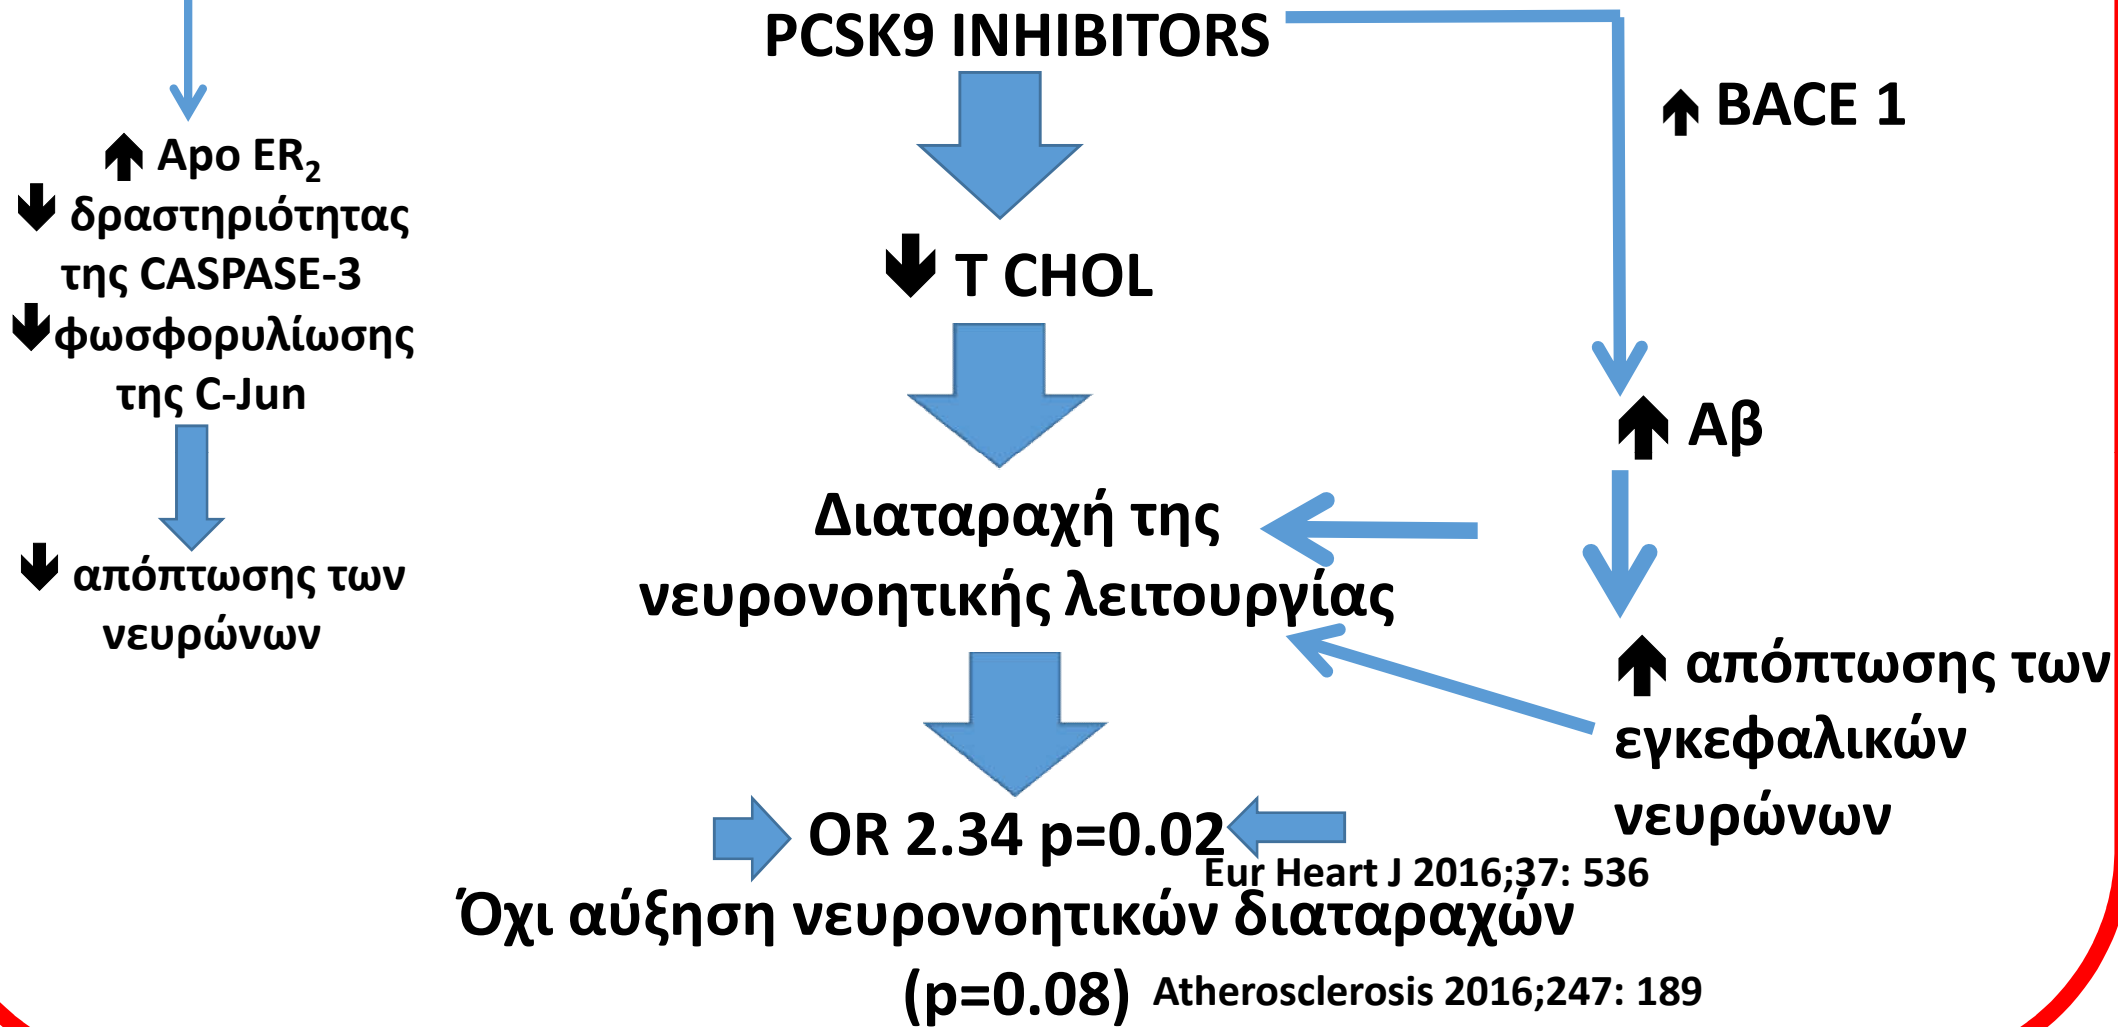 PCSK9 INHIBITORS
BACE 1
Apo ER2
δραστηριότητας
της CASPASE-3
φωσφορυλίωσης
της C-Jun
απόπτωσης των
νευρώνων
T CHOL
Διαταραχή της
νευρονοητικής λειτουργίας
Αβ
απόπτωσης των
εγκεφαλικών
νευρώνων
OR 2.34 p=0.02
Eur Heart J 2016;37: 536
Όχι αύξηση νευρονοητικών διαταραχών
(p=0.08)
Atherosclerosis 2016;247: 189